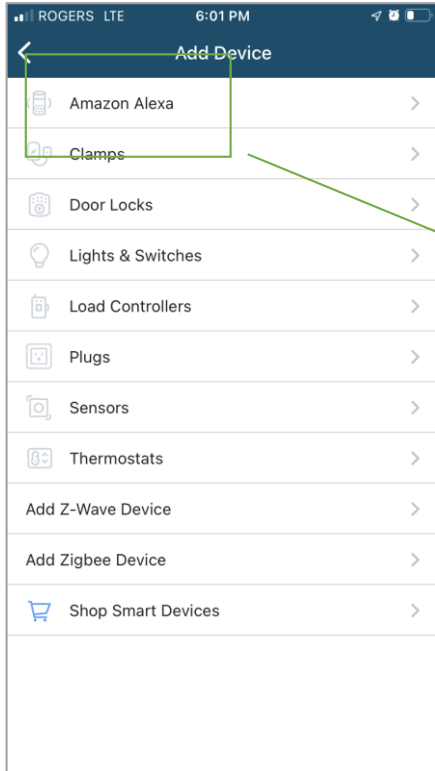 ROGERS LTE 6:01 PM
Add Device
Amazon Alexa
Clamps
Door Locks
Lights & Switches
Load Controllers
Plugs
Sensors
Thermostats
Add Z-Wave Device
Add Zigbee Device
Shop Smart Devices